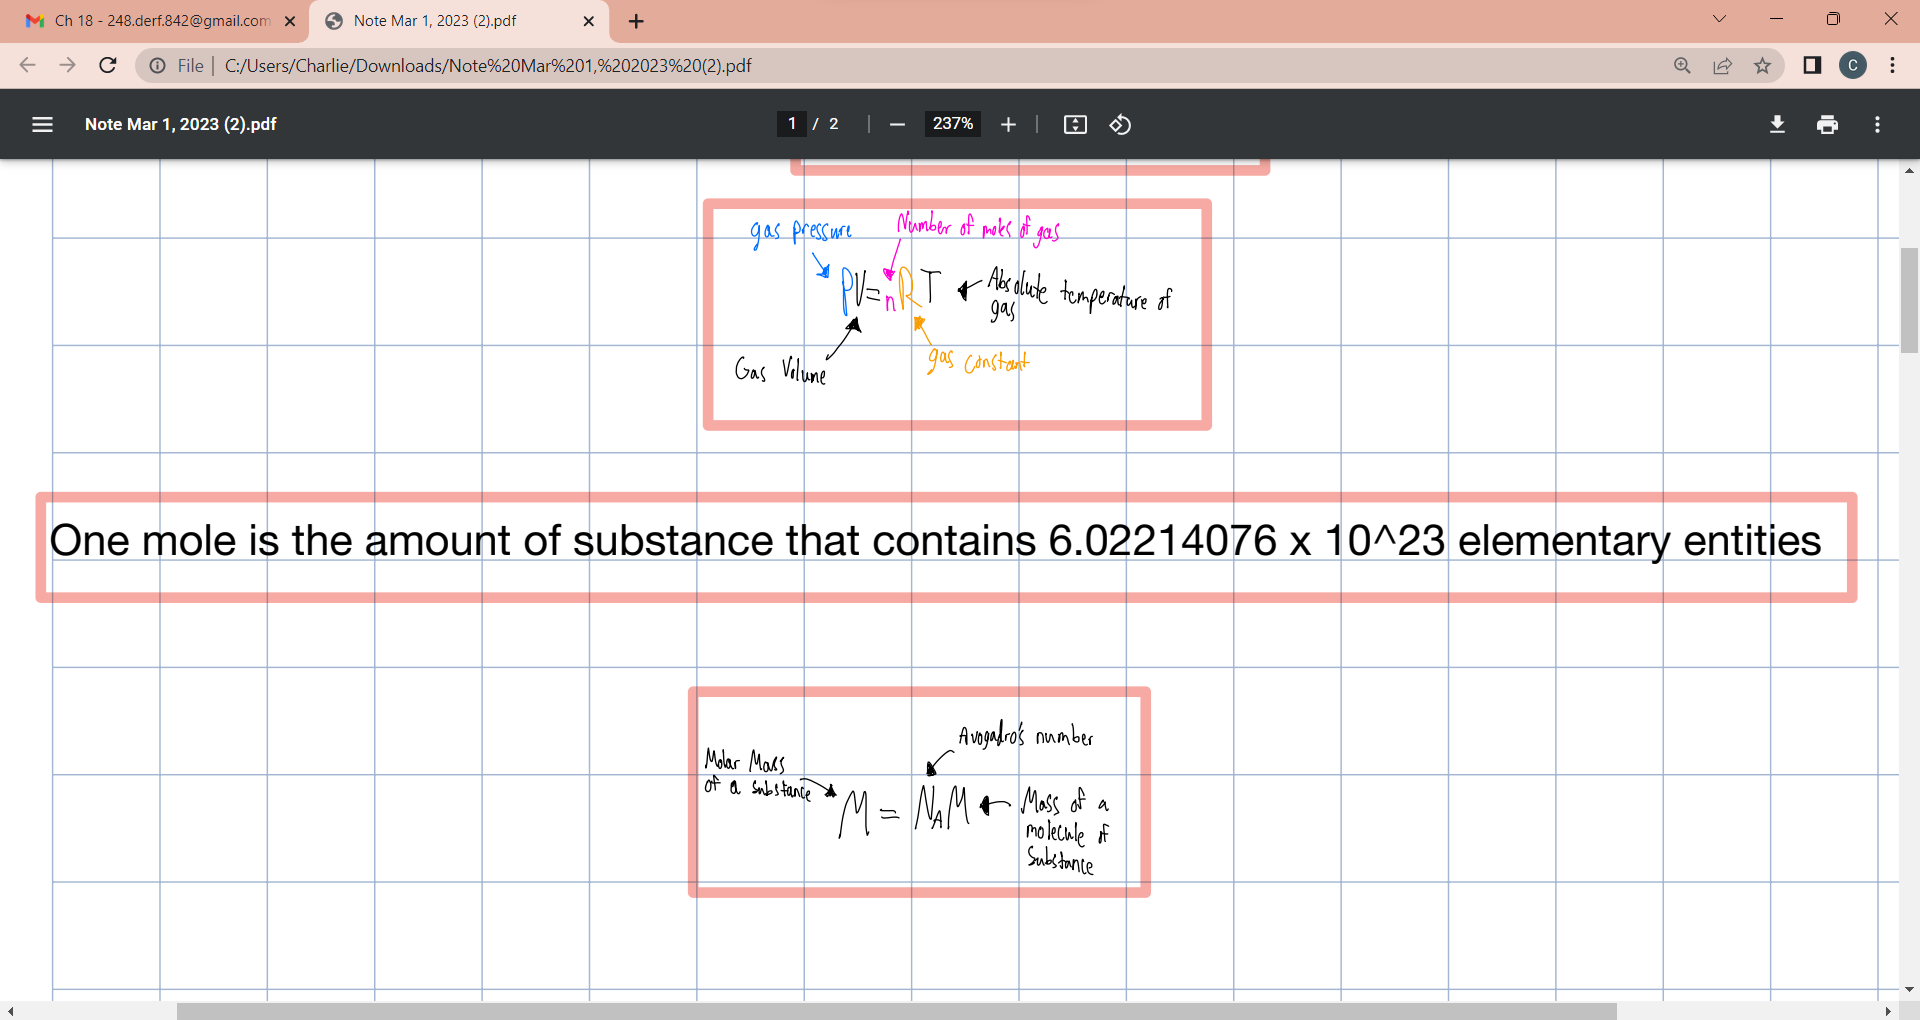 Ch 18 - 248.derf.842@gmail.com
Note Mar 1, 2023 (2).pdf
File
C:/Users/Charlie/Downloads/Note%20Mar%201,%202023%20(2).pdf
C
Note Mar 1, 2023 (2).pdf
1 / 2
237%
gas pressure
Number of moles of gas
PV=nRT
Absolute temperature of
gas
Gas Volume
gas constant
One mole is the amount of substance that contains 6.02214076 x 10^23 elementary entities
Avogadro's number
Molar Mass
of a substance
M = N_A M
Mass of a
molecule of
Substance